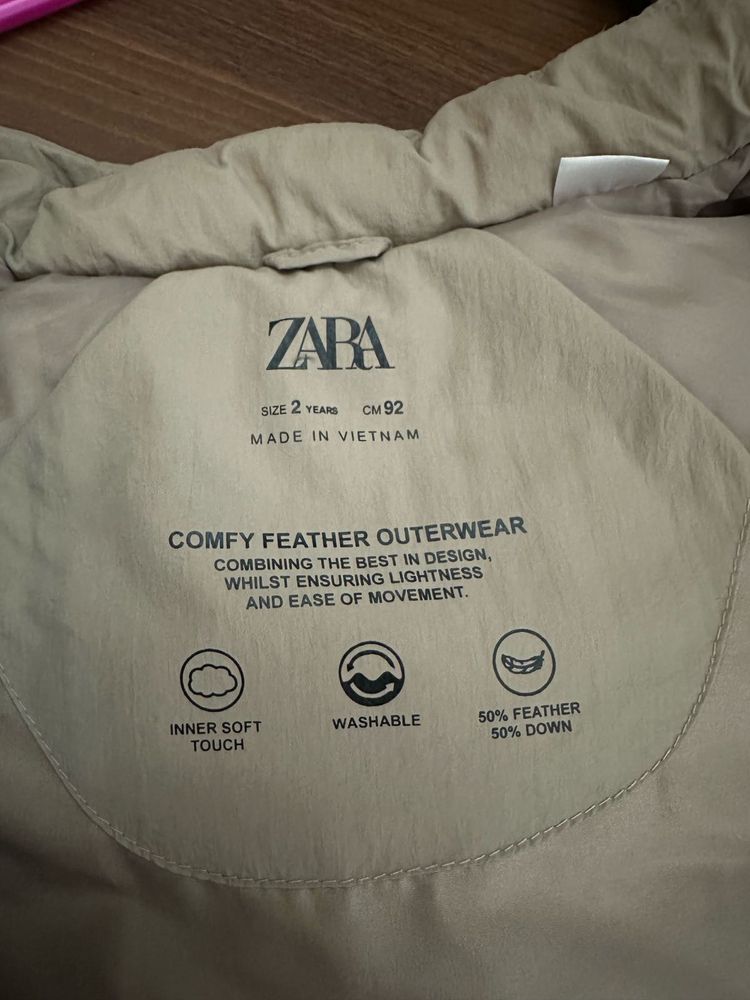 ZARA
SIZE 2 YEARS CM 92
MADE IN VIETNAM
COMFY FEATHER OUTERWEAR
COMBINING THE BEST IN DESIGN,
WHILST ENSURING LIGHTNESS
AND EASE OF MOVEMENT.
INNER SOFT
TOUCH
WASHABLE
50% FEATHER
50% DOWN